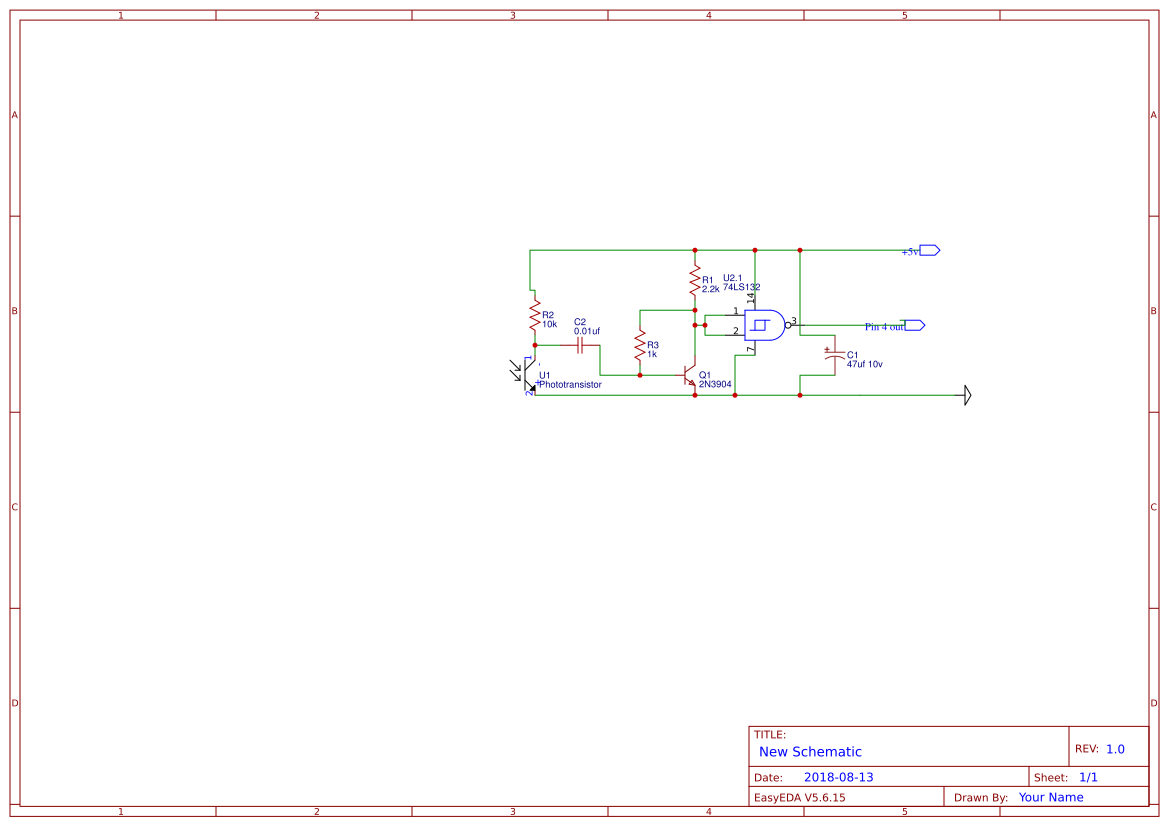 1 2 3 4 5
A A
+5v
R1
2.2k
U2.1
74LS132
14
B B
R2
10k
C2
0.01uf
1
2
3
Pin 4 out
R3
1k
7
C1
47uf 10v
+
1
2
U1
Phototransistor
Q1
2N3904
C C
D D
TITLE:
New Schematic
REV: 1.0
Date: 2018-08-13
Sheet: 1/1
EasyEDA V5.6.15
Drawn By: Your Name
1 2 3 4 5